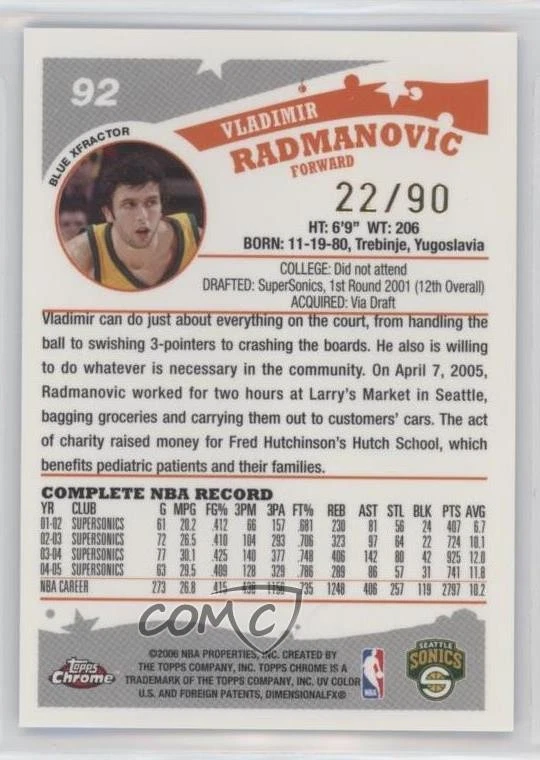 92
BLUE XFRACTOR
VLADIMIR
RADMANOVIC
FORWARD
22/90
HT: 6'9" WT: 206
BORN: 11-19-80, Trebinje, Yugoslavia
COLLEGE: Did not attend
DRAFTED: SuperSonics, 1st Round 2001 (12th Overall)
ACQUIRED: Via Draft
Vladimir can do just about everything on the court, from handling the
ball to swishing 3-pointers to crashing the boards. He also is willing
to do whatever is necessary in the community. On April 7, 2005,
Radmanovic worked for two hours at Larry's Market in Seattle,
bagging groceries and carrying them out to customers' cars. The act
of charity raised money for Fred Hutchinson's Hutch School, which
benefits pediatric patients and their families.
COMPLETE NBA RECORD
YR CLUB G MPG FG% 3PM 3PA FT% REB AST STL BLK PTS AVG
01-02 SUPERSONICS 61 20.2 .412 66 157 .681 230 81 56 24 407 6.7
02-03 SUPERSONICS 72 26.5 .410 104 293 .706 323 97 64 22 724 10.1
03-04 SUPERSONICS 77 30.1 .425 140 377 .748 406 142 80 42 925 12.0
04-05 SUPERSONICS 63 29.5 .409 128 329 .786 289 86 57 31 741 11.8
NBA CAREER 273 26.8 .415 438 1156 .735 1248 406 257 119 2797 10.2
COMC
©2006 NBA PROPERTIES, INC. CREATED BY
THE TOPPS COMPANY, INC. TOPPS CHROME IS A
TRADEMARK OF THE TOPPS COMPANY, INC. UV COLOR
U.S. AND FOREIGN PATENTS, DIMENSIONALFX®
Topps
Chrome
NBA
SEATTLE
SONICS